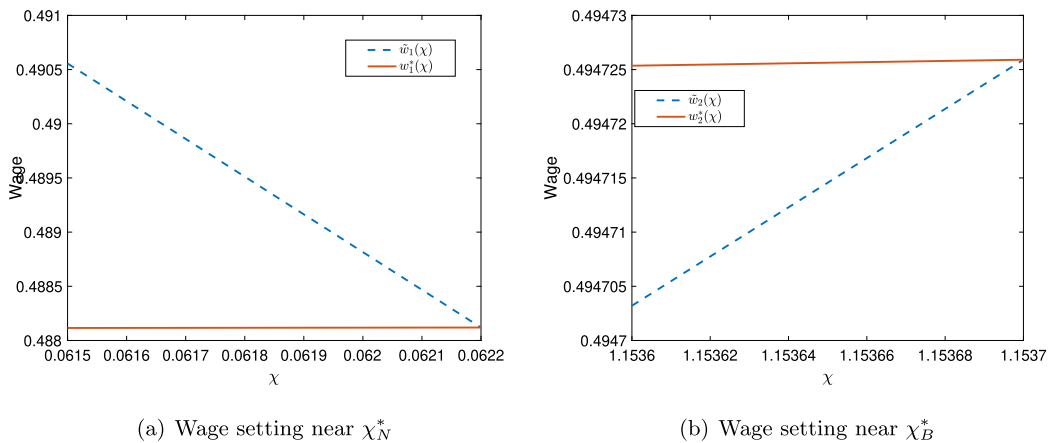 0.491
0.4905
0.49
0.4895
0.489
0.4885
0.488
Wage
w̃₁(χ)
w₁*(χ)
0.0615 0.0616 0.0617 0.0618 0.0619 0.062 0.0621 0.0622
χ
(a) Wage setting near χ*_N
0.49473
0.494725
0.49472
0.494715
0.49471
0.494705
0.4947
Wage
w̃₂(χ)
w₂*(χ)
1.1536 1.15362 1.15364 1.15366 1.15368 1.1537
χ
(b) Wage setting near χ*_B